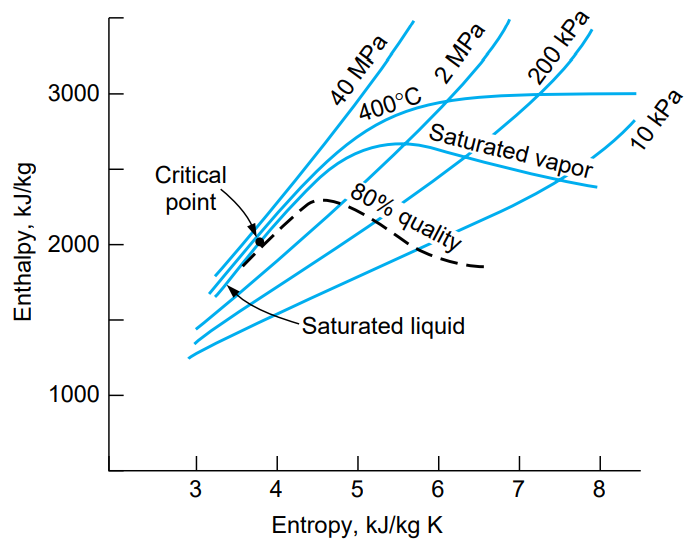 40 MPa
2 MPa
200 kPa
3000
400°C
10 kPa
Saturated vapor
Critical
point
80% quality
Enthalpy, kJ/kg
2000
Saturated liquid
1000
3 4 5 6 7 8
Entropy, kJ/kg K